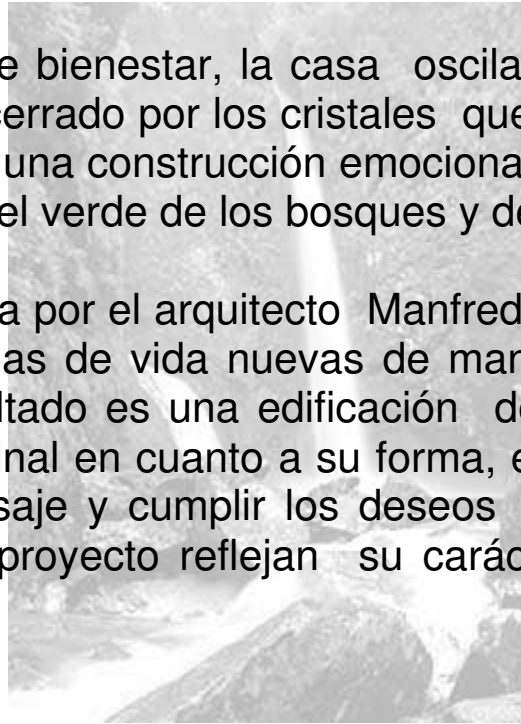 e bienestar, la casa oscila
cerrado por los cristales que
una construcción emociona
el verde de los bosques y de
a por el arquitecto Manfred
as de vida nuevas de man
ltado es una edificación de
inal en cuanto a su forma, e
saje y cumplir los deseos
proyecto reflejan su carác